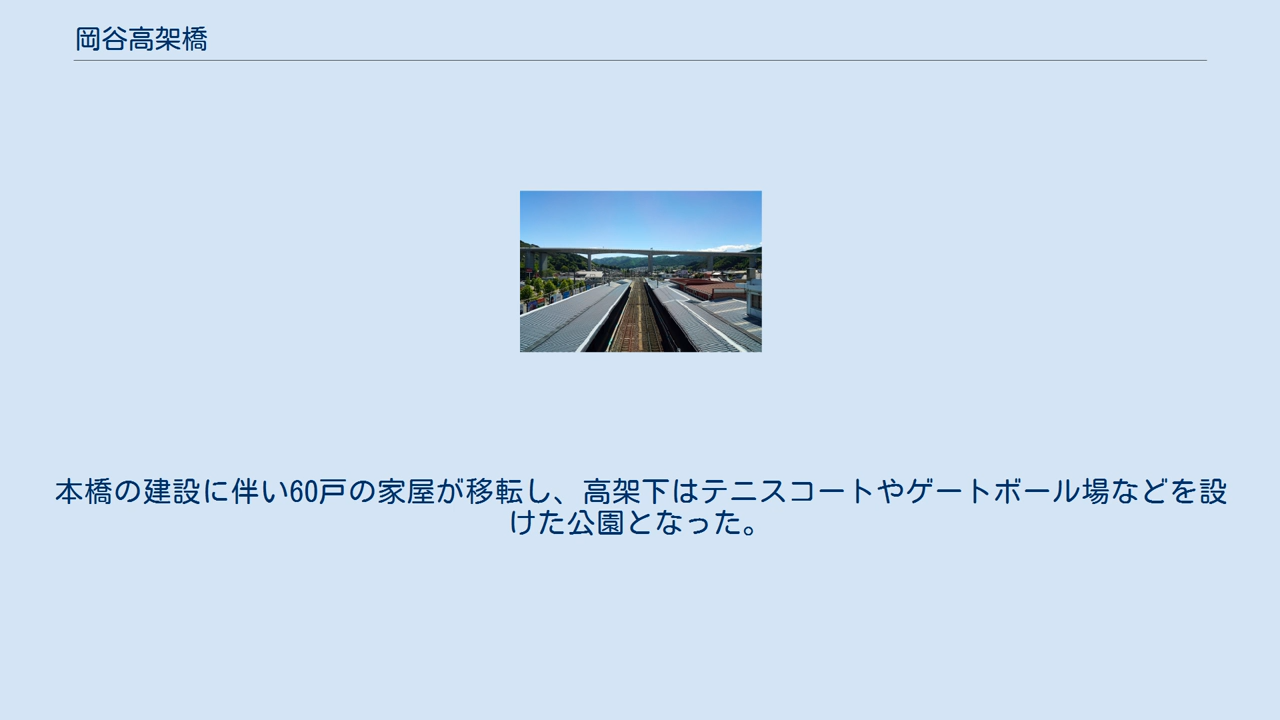 岡谷高架橋
本橋の建設に伴い60戸の家屋が移転し、高架下はテニスコートやゲートボール場などを設
けた公園となった。